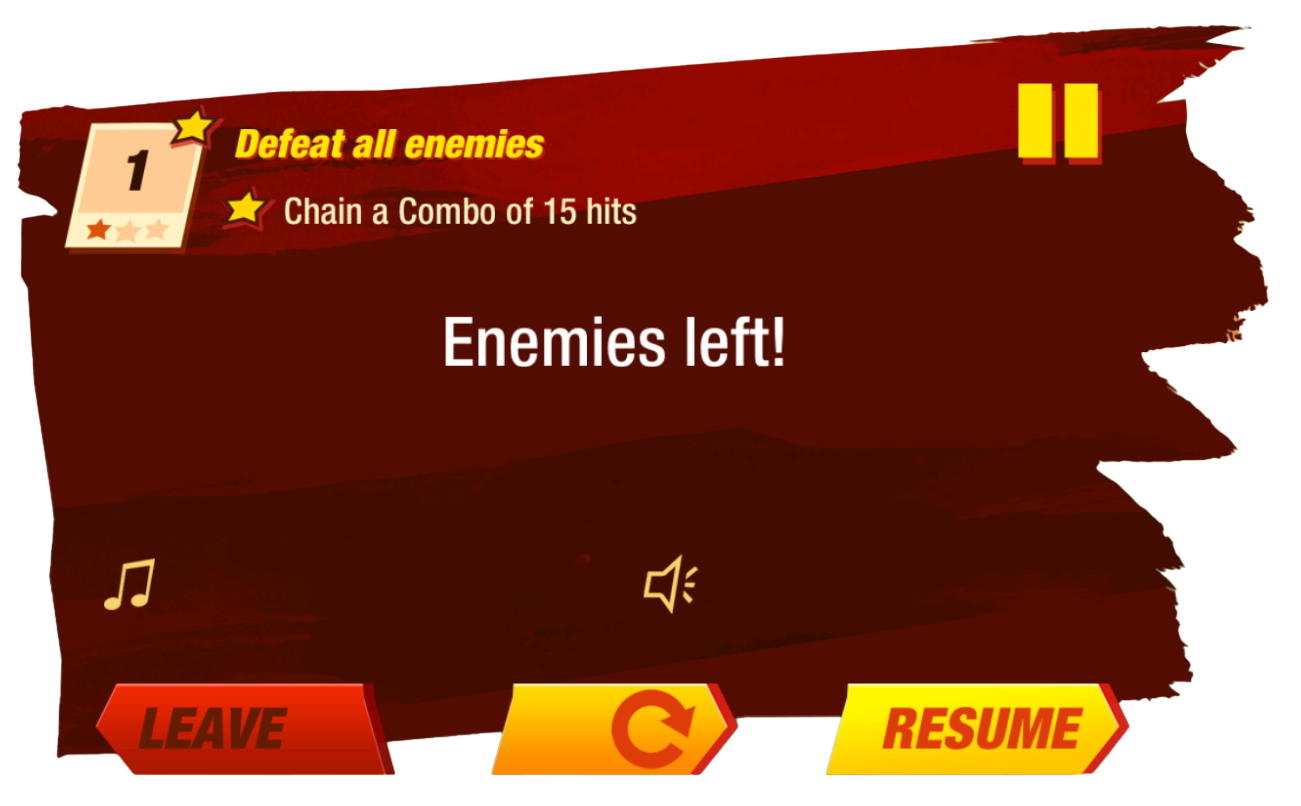 1
Defeat all enemies
Chain a Combo of 15 hits
Enemies left!
LEAVE
RESUME